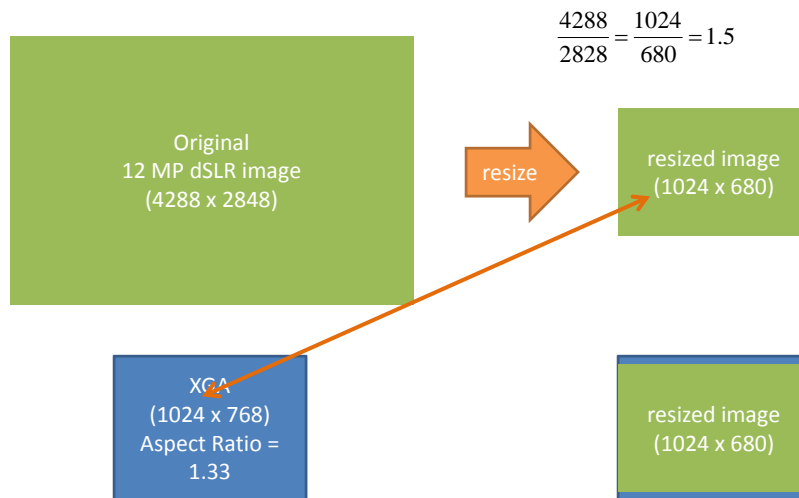 4288/2828 = 1024/680 = 1.5
Original
12 MP dSLR image
(4288 x 2848)
resize
resized image
(1024 x 680)
XGA
(1024 x 768)
Aspect Ratio =
1.33
resized image
(1024 x 680)